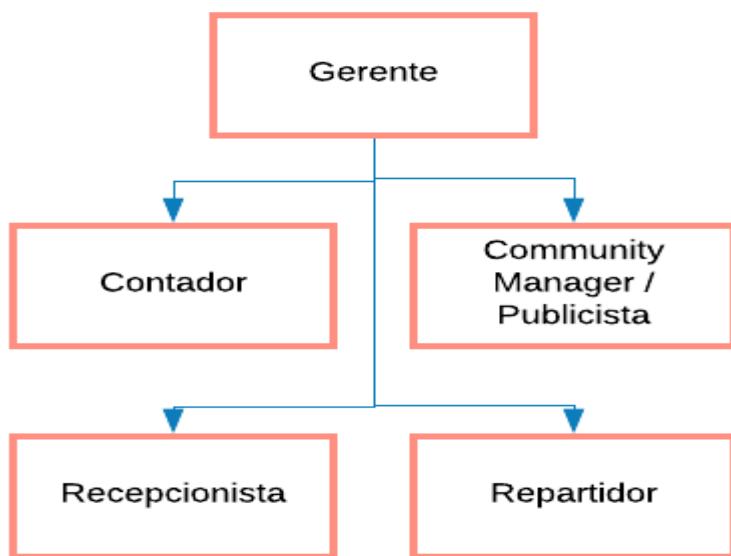 Gerente
Contador
Community
Manager /
Publicista
Recepcionista
Repartidor